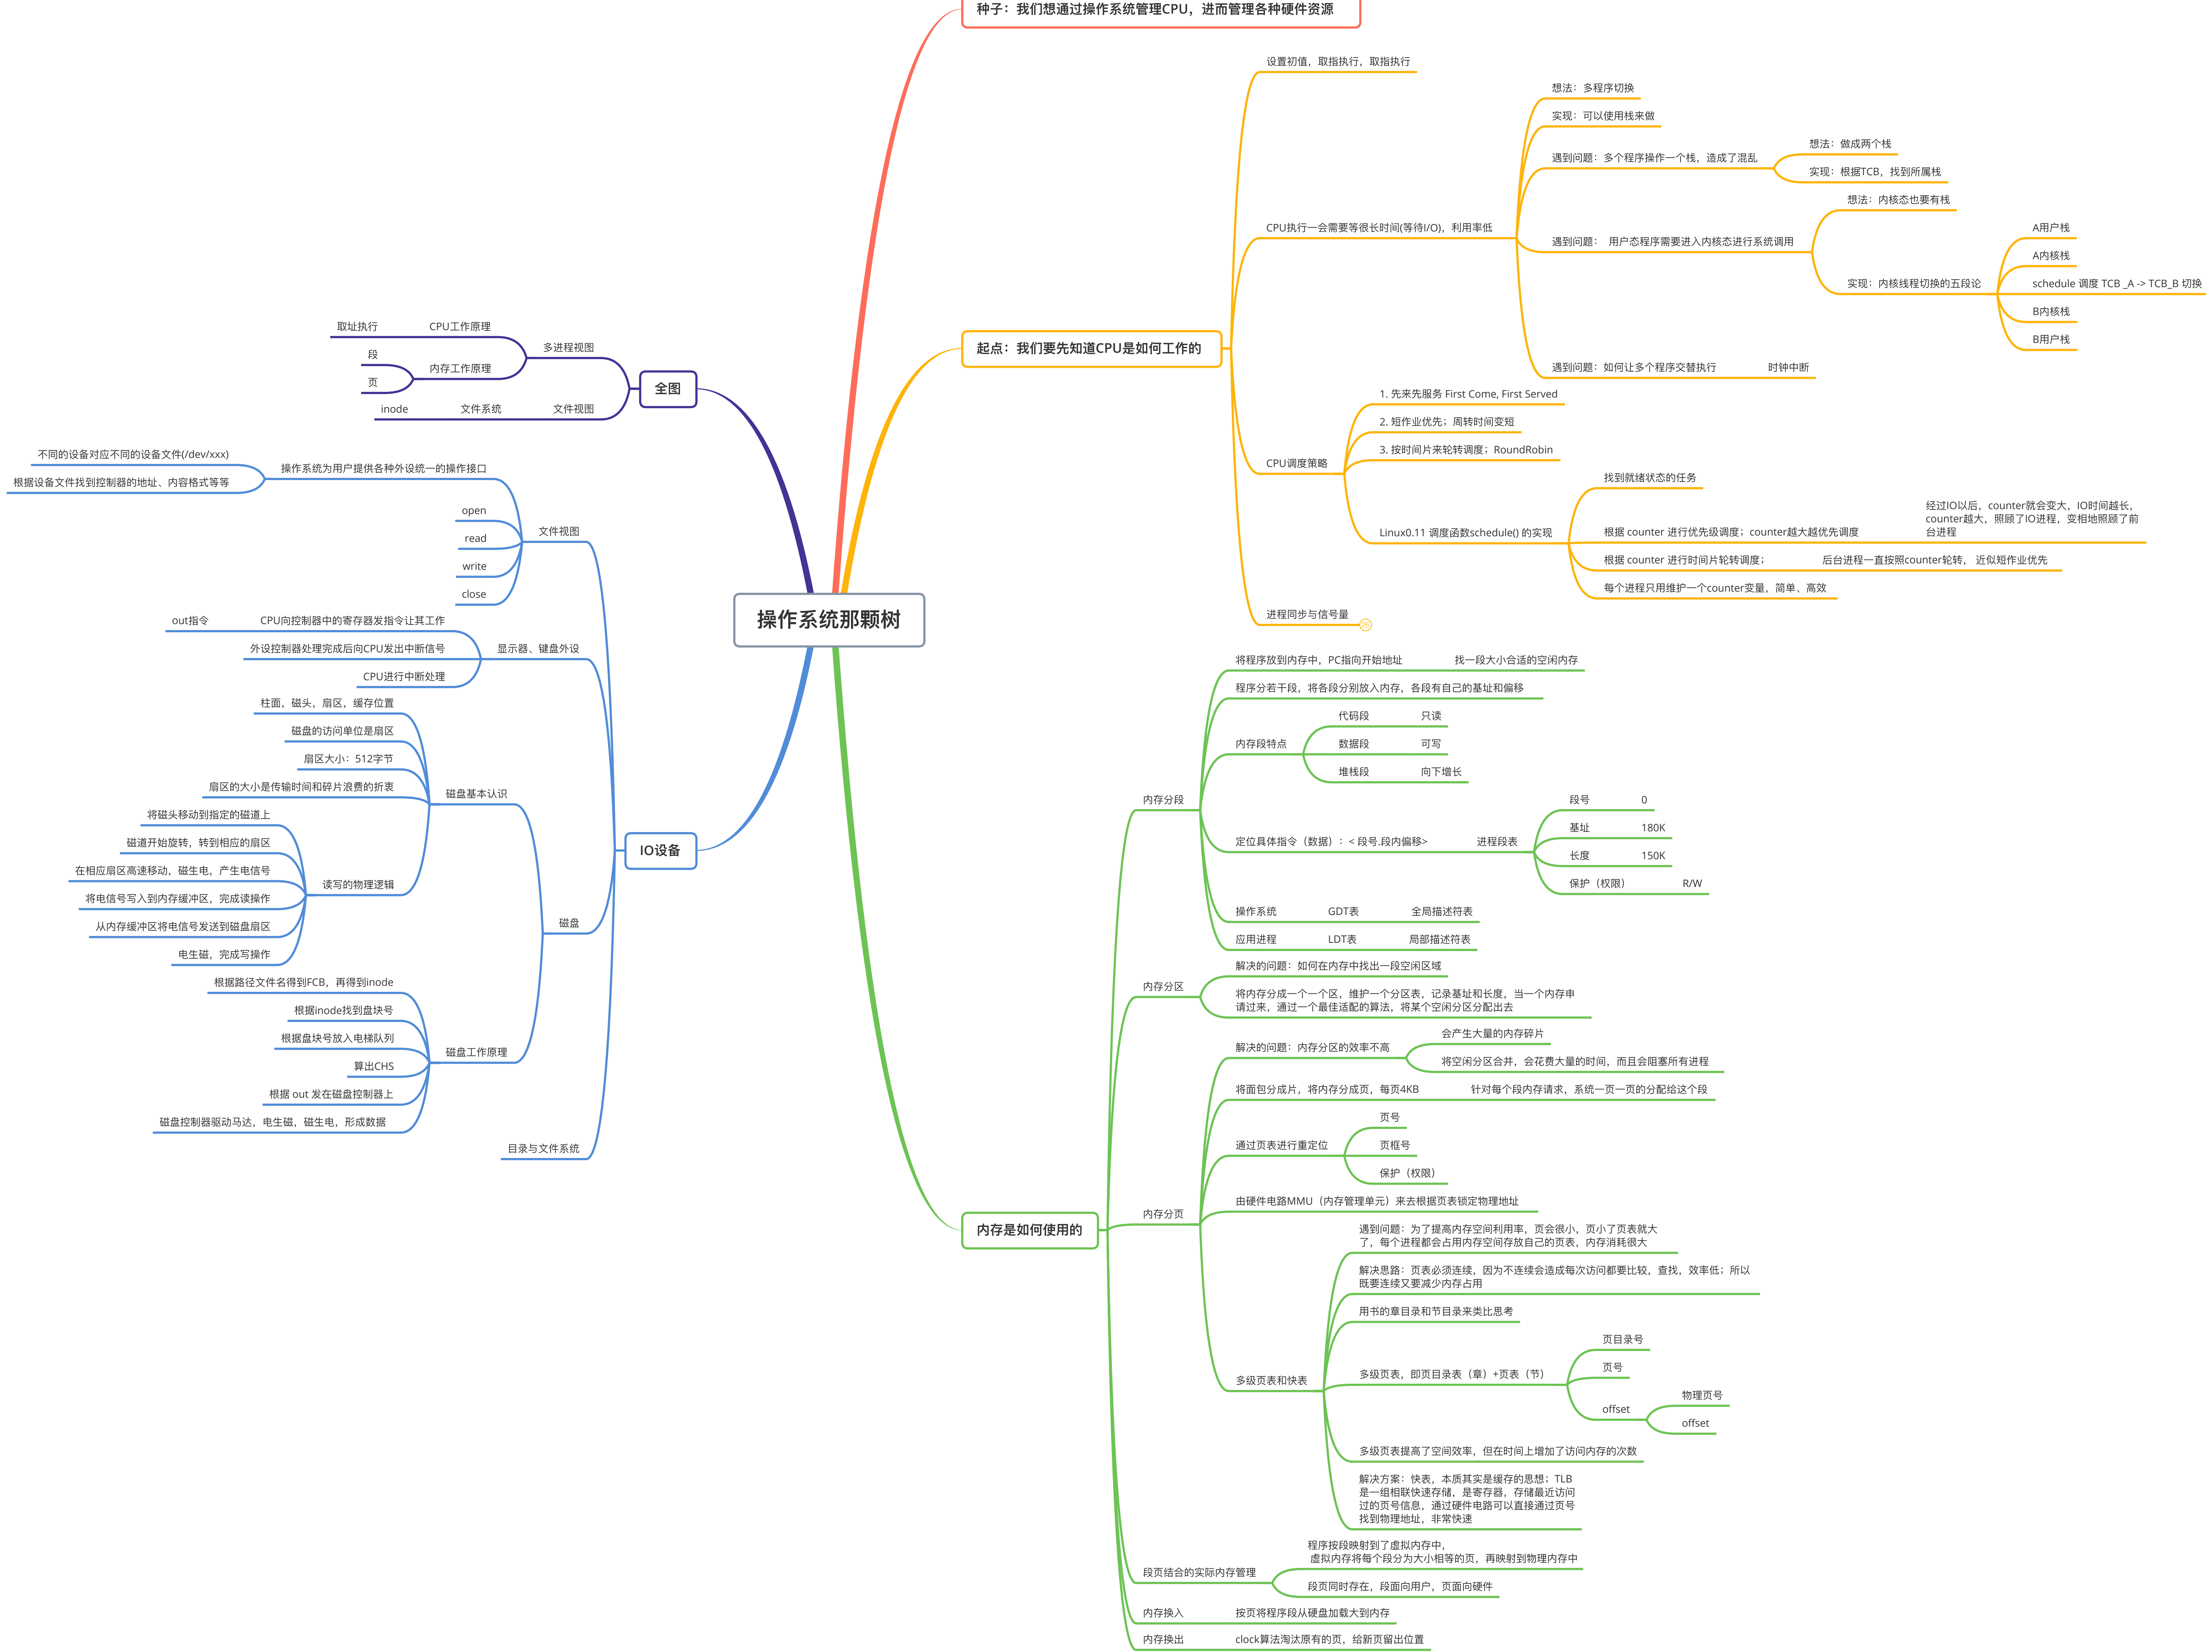 操作系统那颗树
种子：我们想通过操作系统管理CPU，进而管理各种硬件资源
起点：我们要先知道CPU是如何工作的
设置初值，取指执行，取指执行
CPU执行一会需要等很长时间(等待I/O)，利用率低
想法：多程序切换
实现：可以使用栈来做
遇到问题：多个程序操作一个栈，造成了混乱
想法：做成两个栈
实现：根据TCB，找到所属栈
遇到问题： 用户态程序需要进入内核态进行系统调用
想法：内核态也要有栈
实现：内核线程切换的五段论
A用户栈
A内核栈
schedule 调度 TCB _A -> TCB_B 切换
B内核栈
B用户栈
遇到问题：如何让多个程序交替执行
时钟中断
CPU调度策略
1. 先来先服务 First Come, First Served
2. 短作业优先；周转时间变短
3. 按时间片来轮转调度；RoundRobin
Linux0.11 调度函数schedule() 的实现
找到就绪状态的任务
根据 counter 进行优先级调度；counter越大越优先调度
经过IO以后，counter就会变大，IO时间越长，
counter越大，照顾了IO进程，变相地照顾了前
台进程
根据 counter 进行时间片轮转调度；
后台进程一直按照counter轮转， 近似短作业优先
每个进程只用维护一个counter变量，简单、高效
进程同步与信号量
26
内存是如何使用的
内存分段
将程序放到内存中，PC指向开始地址
找一段大小合适的空闲内存
程序分若干段，将各段分别放入内存，各段有自己的基址和偏移
内存段特点
代码段
只读
数据段
可写
堆栈段
向下增长
定位具体指令（数据）：< 段号,段内偏移>
进程段表
段号
0
基址
180K
长度
150K
保护（权限）
R/W
操作系统
GDT表
全局描述符表
应用进程
LDT表
局部描述符表
内存分区
解决的问题：如何在内存中找出一段空闲区域
将内存分成一个一个区，维护一个分区表，记录基址和长度，当一个内存申
请过来，通过一个最佳适配的算法，将某个空闲分区分配出去
内存分页
解决的问题：内存分区的效率不高
会产生大量的内存碎片
将空闲分区合并，会花费大量的时间，而且会阻塞所有进程
将面包分成片，将内存分成页，每页4KB
针对每个段内存请求，系统一页一页的分配给这个段
通过页表进行重定位
页号
页框号
保护（权限）
由硬件电路MMU（内存管理单元）来去根据页表锁定物理地址
多级页表和快表
遇到问题：为了提高内存空间利用率，页会很小，页小了页表就大
了，每个进程都会占用内存空间存放自己的页表，内存消耗很大
解决思路：页表必须连续，因为不连续会造成每次访问都要比较，查找，效率低；所以
既要连续又要减少内存占用
用书的章目录和节目录来类比思考
多级页表，即页目录表（章）+页表（节）
页目录号
页号
offset
物理页号
offset
多级页表提高了空间效率，但在时间上增加了访问内存的次数
解决方案：快表，本质其实是缓存的思想；TLB
是一组相联快速存储，是寄存器，存储最近访问
过的页号信息，通过硬件电路可以直接通过页号
找到物理地址，非常快速
段页结合的实际内存管理
程序按段映射到了虚拟内存中，
虚拟内存将每个段分为大小相等的页，再映射到物理内存中
段页同时存在，段面向用户，页面向硬件
内存换入
按页将程序段从硬盘加载大到内存
内存换出
clock算法淘汰原有的页，给新页留出位置
全图
多进程视图
CPU工作原理
取址执行
内存工作原理
段
页
文件视图
文件系统
inode
IO设备
文件视图
操作系统为用户提供各种外设统一的操作接口
不同的设备对应不同的设备文件(/dev/xxx)
根据设备文件找到控制器的地址、内容格式等等
open
read
write
close
显示器、键盘外设
CPU向控制器中的寄存器发指令让其工作
out指令
外设控制器处理完成后向CPU发出中断信号
CPU进行中断处理
磁盘
磁盘基本认识
柱面，磁头，扇区，缓存位置
磁盘的访问单位是扇区
扇区大小：512字节
扇区的大小是传输时间和碎片浪费的折衷
读写的物理逻辑
将磁头移动到指定的磁道上
磁道开始旋转，转到相应的扇区
在相应扇区高速移动，磁生电，产生电信号
将电信号写入到内存缓冲区，完成读操作
从内存缓冲区将电信号发送到磁盘扇区
电生磁，完成写操作
磁盘工作原理
根据路径文件名得到FCB，再得到inode
根据inode找到盘块号
根据盘块号放入电梯队列
算出CHS
根据 out 发在磁盘控制器上
磁盘控制器驱动马达，电生磁，磁生电，形成数据
目录与文件系统